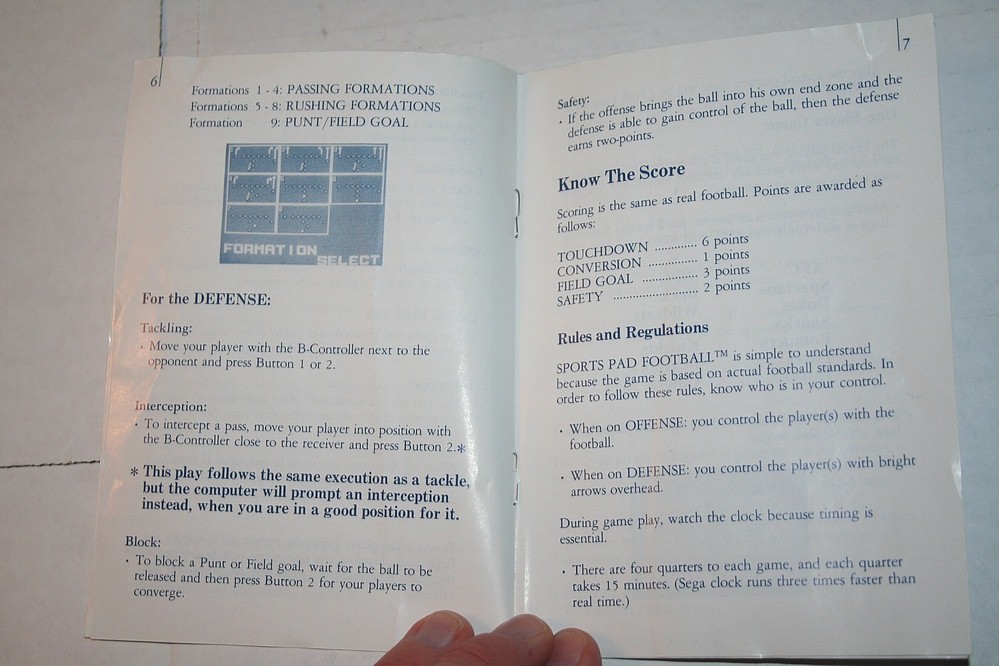 6
Formations 1 - 4: PASSING FORMATIONS
Formations 5 - 8: RUSHING FORMATIONS
Formation 9: PUNT/FIELD GOAL
FORMATION
SELECT
For the DEFENSE:
Tackling:
• Move your player with the B-Controller next to the
opponent and press Button 1 or 2.
Interception:
• To intercept a pass, move your player into position with
the B-Controller close to the receiver and press Button 2.*
* This play follows the same execution as a tackle,
but the computer will prompt an interception
instead, when you are in a good position for it.
Block:
• To block a Punt or Field goal, wait for the ball to be
released and then press Button 2 for your players to
converge.
7
Safety:
• If the offense brings the ball into his own end zone and the
defense is able to gain control of the ball, then the defense
earns two-points.
Know The Score
Scoring is the same as real football. Points are awarded as
follows:
TOUCHDOWN ............. 6 points
CONVERSION ............... 1 points
FIELD GOAL ................. 3 points
SAFETY .......................... 2 points
Rules and Regulations
SPORTS PAD FOOTBALL™ is simple to understand
because the game is based on actual football standards. In
order to follow these rules, know who is in your control.
• When on OFFENSE: you control the player(s) with the
football.
• When on DEFENSE: you control the player(s) with bright
arrows overhead.
During game play, watch the clock because timing is
essential.
• There are four quarters to each game, and each quarter
takes 15 minutes. (Sega clock runs three times faster than
real time.)